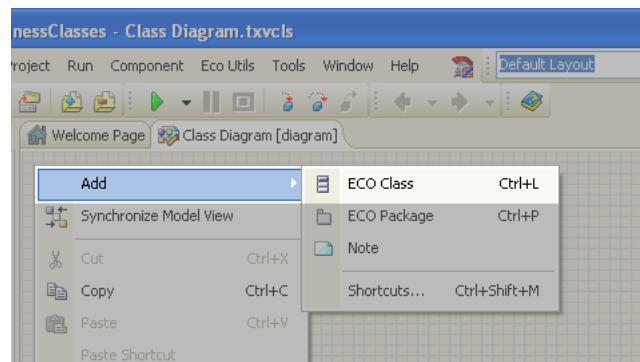 nessClasses - Class Diagram.txvcls
roject Run Component Eco Utils Tools Window Help Default Layout
Welcome Page Class Diagram [diagram]
Add ECO Class Ctrl+L
Synchronize Model View ECO Package Ctrl+P
Cut Ctrl+X Note
Copy Ctrl+C Shortcuts... Ctrl+Shift+M
Paste Ctrl+V
Paste Shortcut